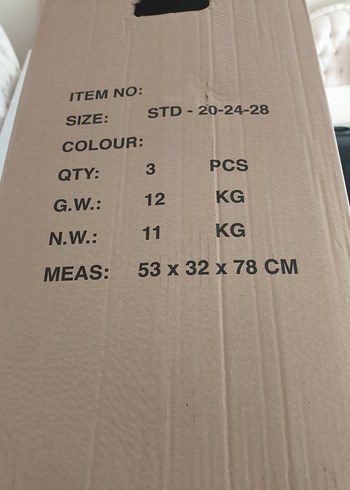 ITEM NO:
SIZE: STD - 20-24-28
COLOUR:
QTY: 3 PCS
G.W.: 12 KG
N.W.: 11 KG
MEAS: 53 x 32 x 78 CM